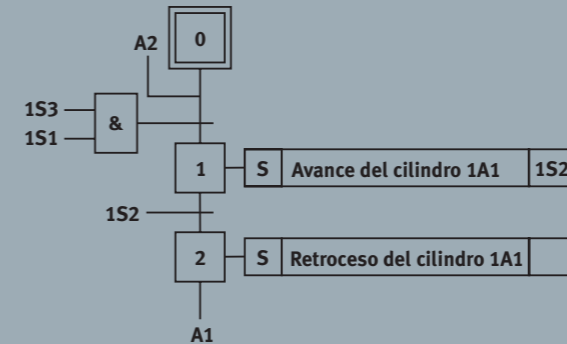 A2
0
1S3
1S1
&
1
S
Avance del cilindro 1A1
1S2
1S2
2
S
Retroceso del cilindro 1A1
A1